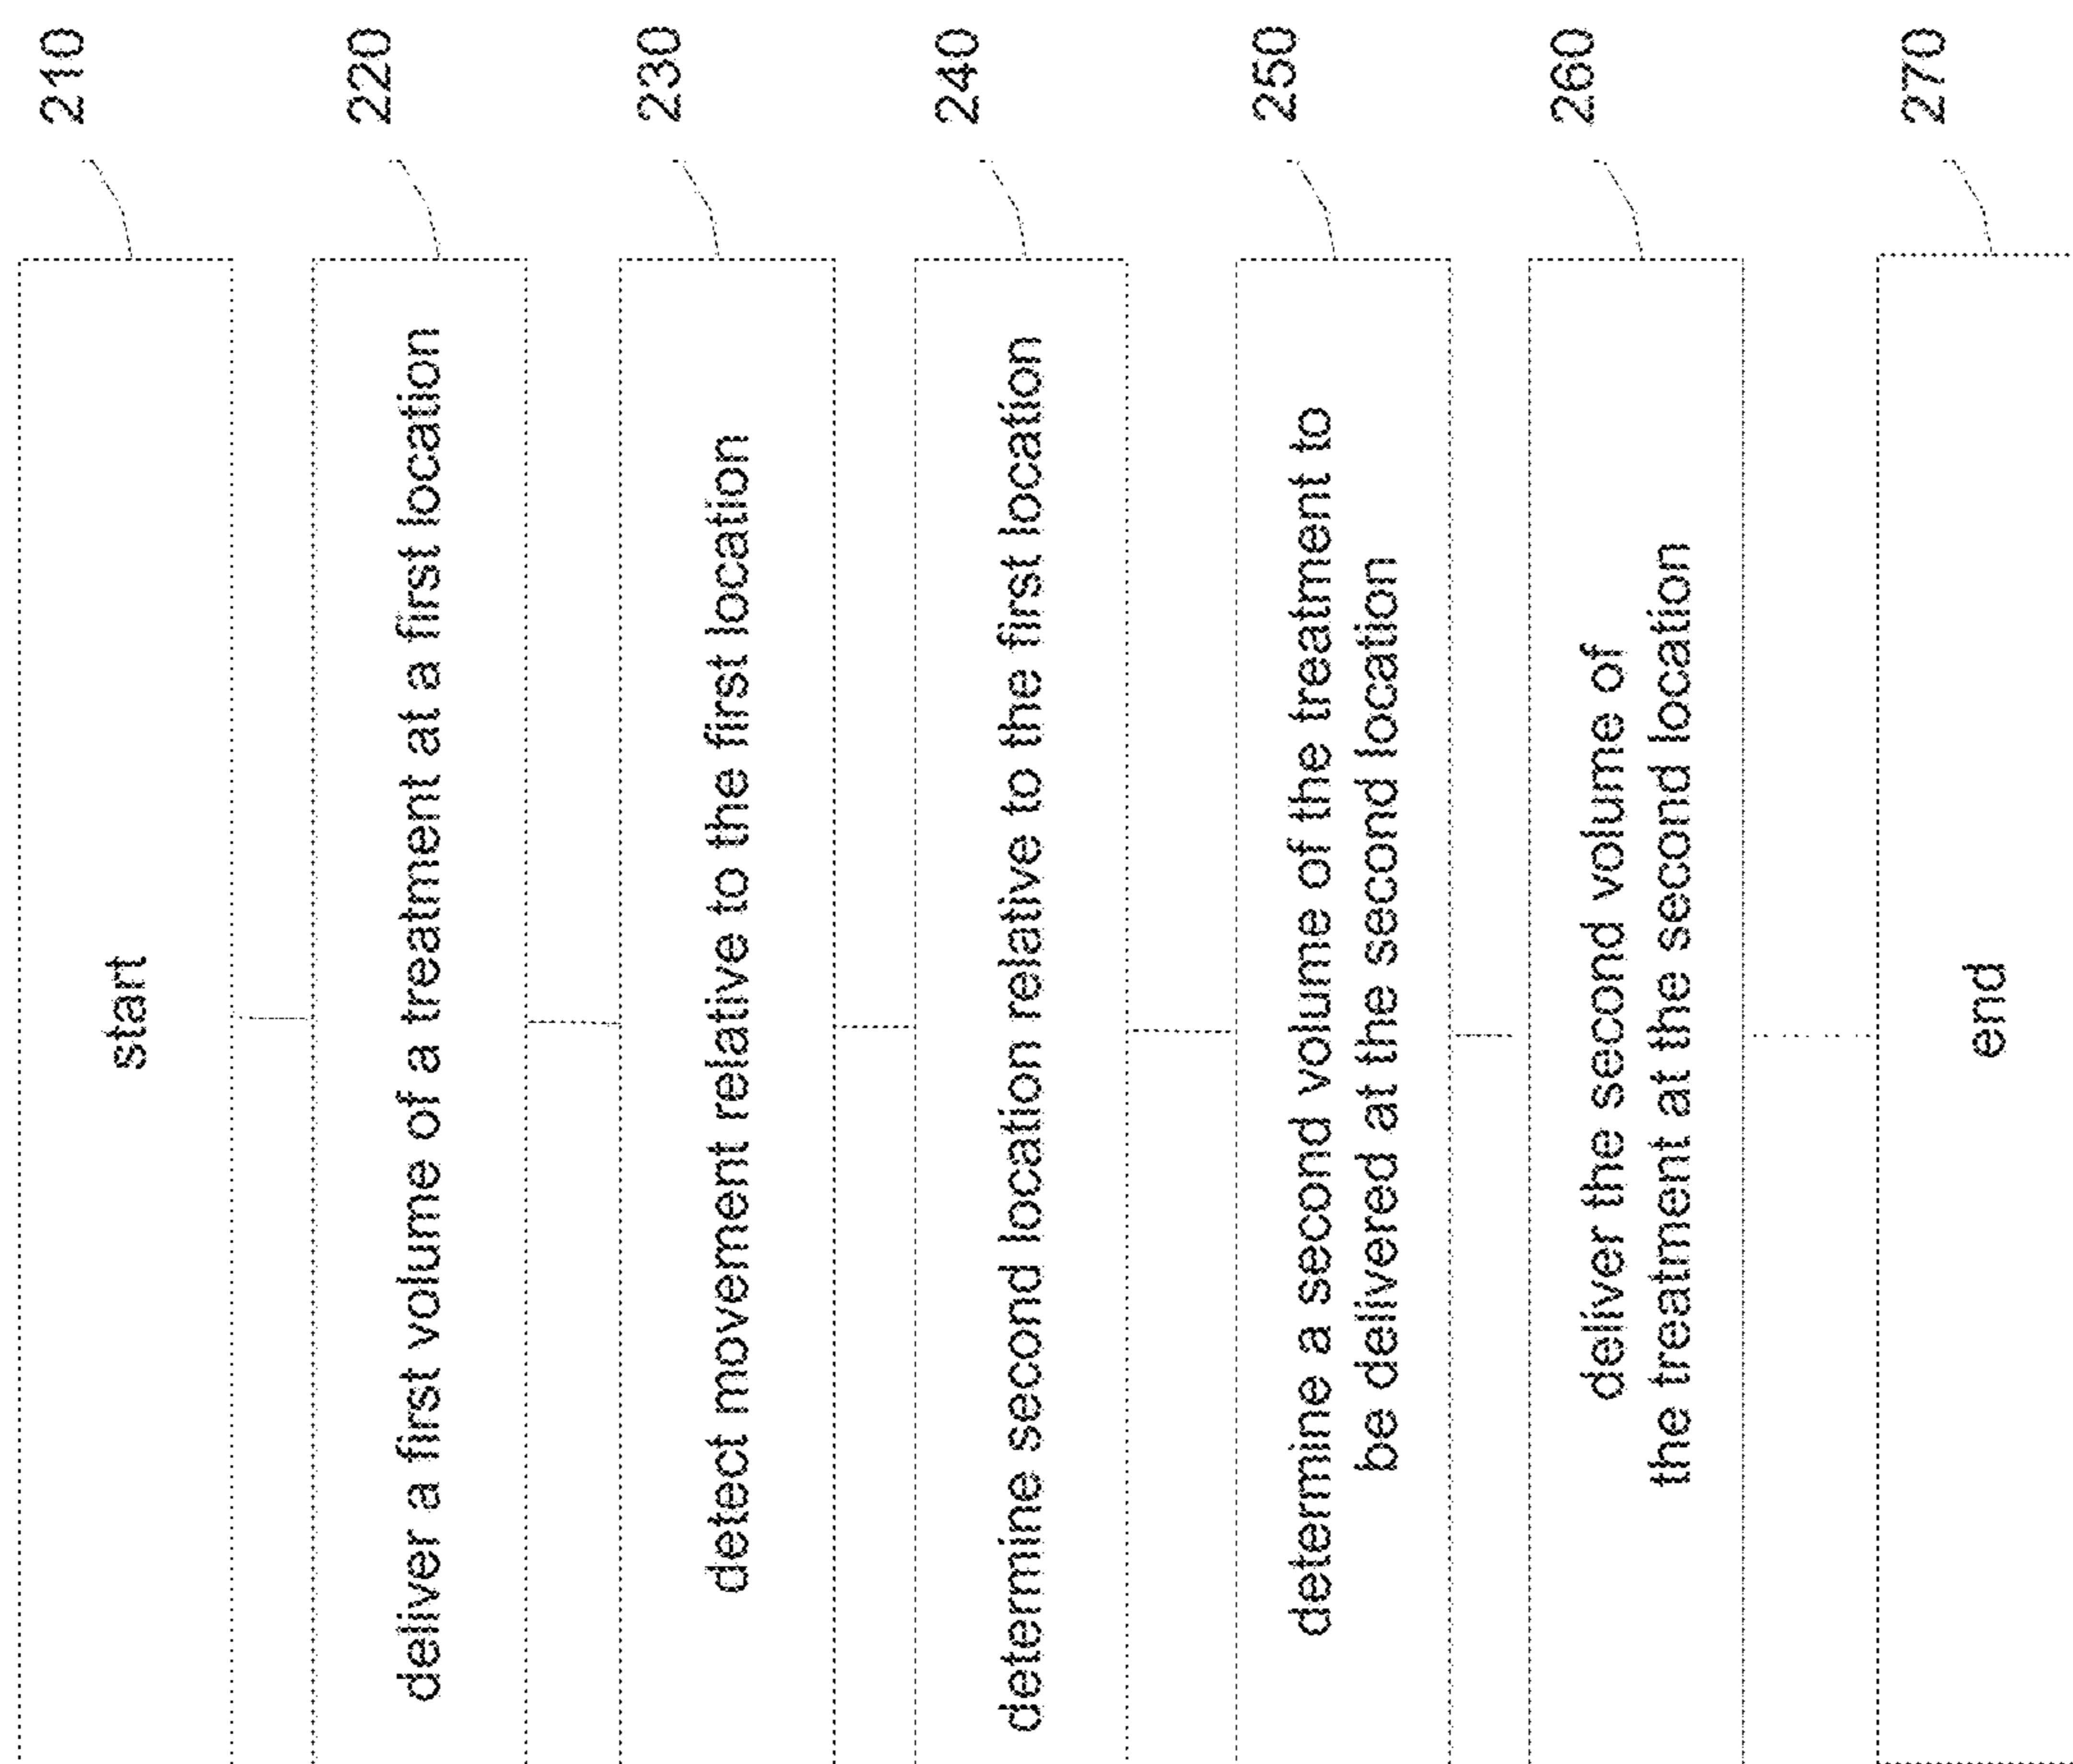 start
210
deliver a first volume of a treatment at a first location
220
detect movement relative to the first location
230
determine second location relative to the first location
240
determine a second volume of the treatment to
be delivered at the second location
250
deliver the second volume of
the treatment at the second location
260
end
270